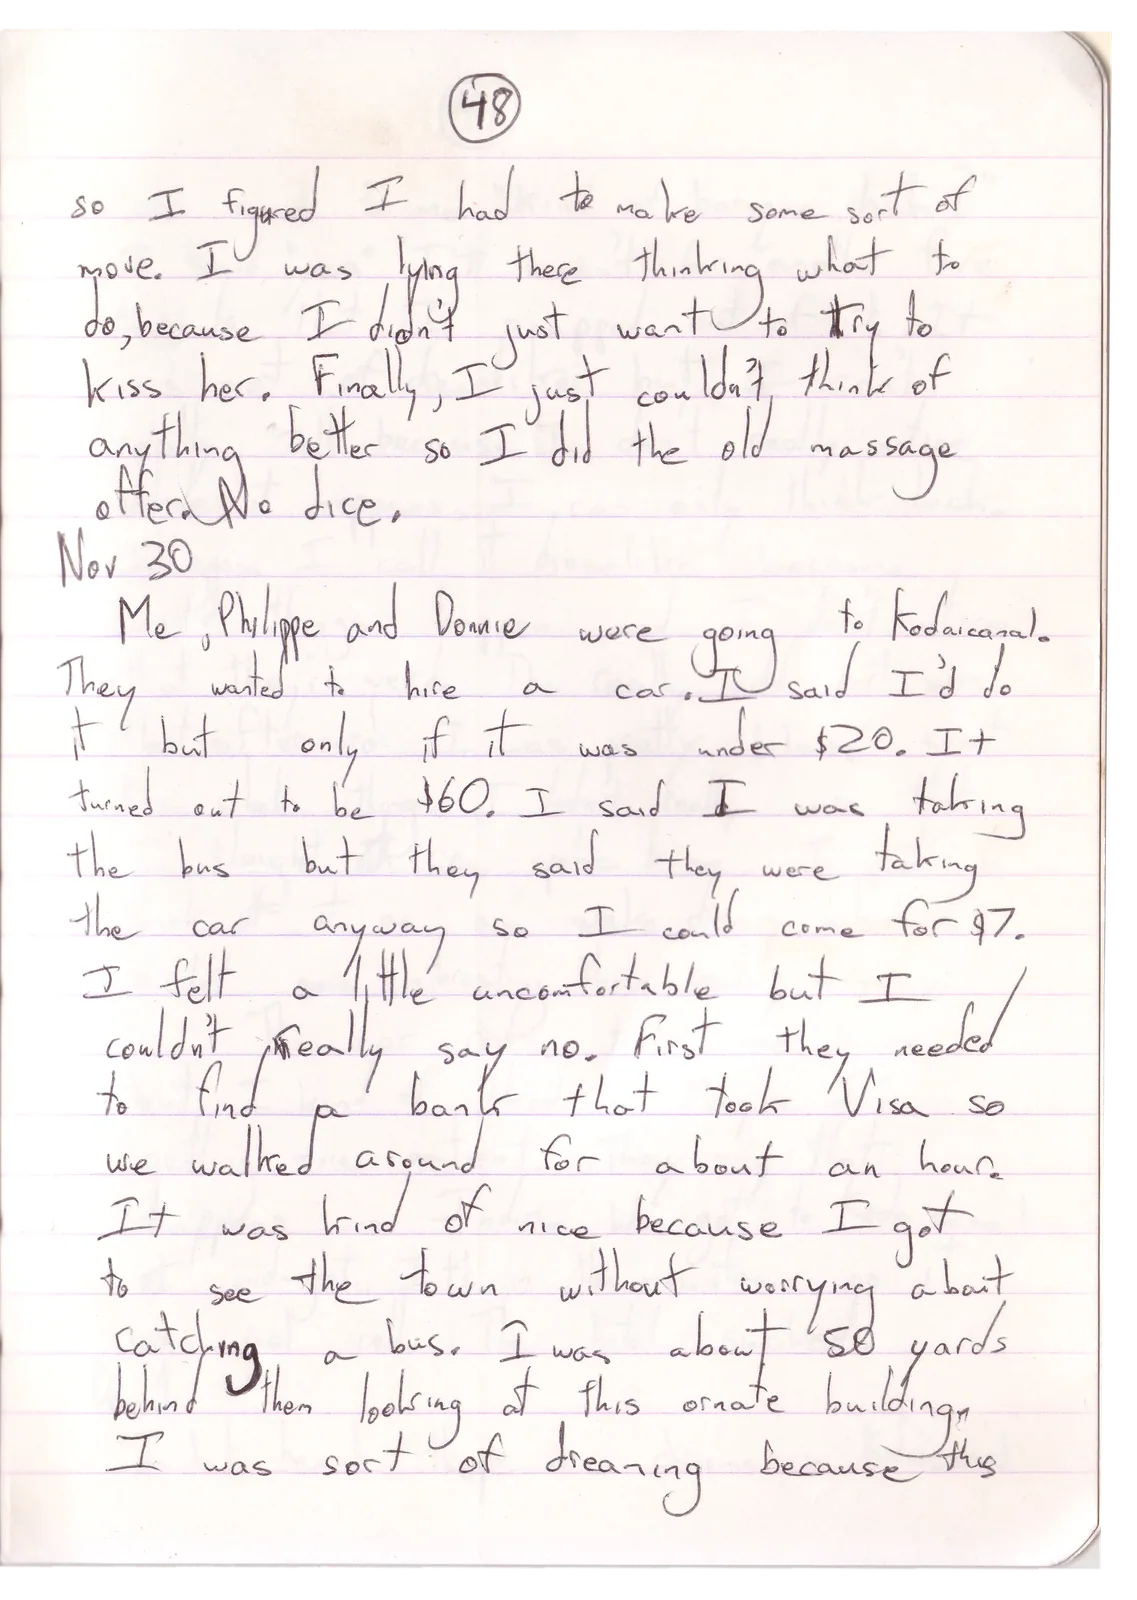 48
so I figured I had to make some sort of
move. I was lying there thinking what to
do, because I didn't just want to try to
kiss her. Finally, I just couldn't think of
anything better so I did the old massage
offer. No dice.
Nov 30
Me, Philippe and Donnie were going to Kodaicanal.
They wanted to hire a car. I said I'd do
it but only if it was under $20. It
turned out to be $60. I said I was taking
the bus but they said they were taking
the car anyway so I could come for $7.
I felt a little uncomfortable but I
couldn't really say no. First they needed
to find a bank that took Visa so
we walked around for about an hour.
It was kind of nice because I got
to see the town without worrying about
catching a bus. I was about 50 yards
behind them looking at this ornate building,
I was sort of dreaming because this